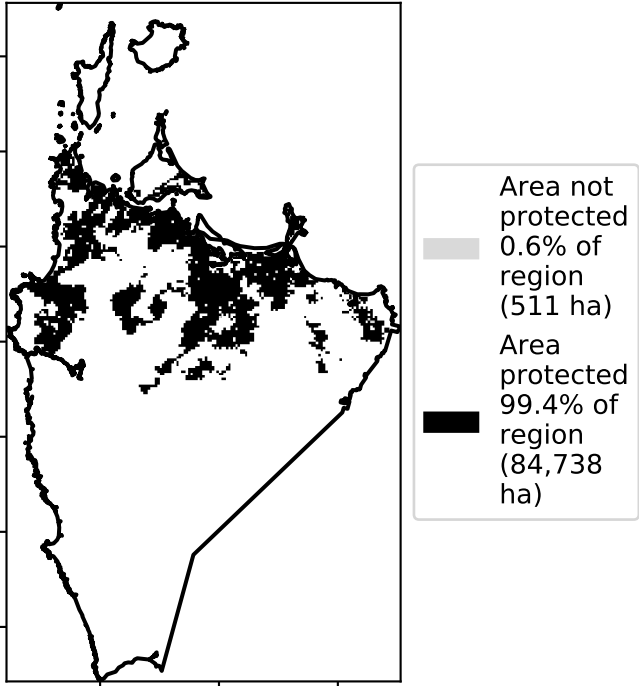 Area not
protected
0.6% of
region
(511 ha)
Area
protected
99.4% of
region
(84,738
ha)